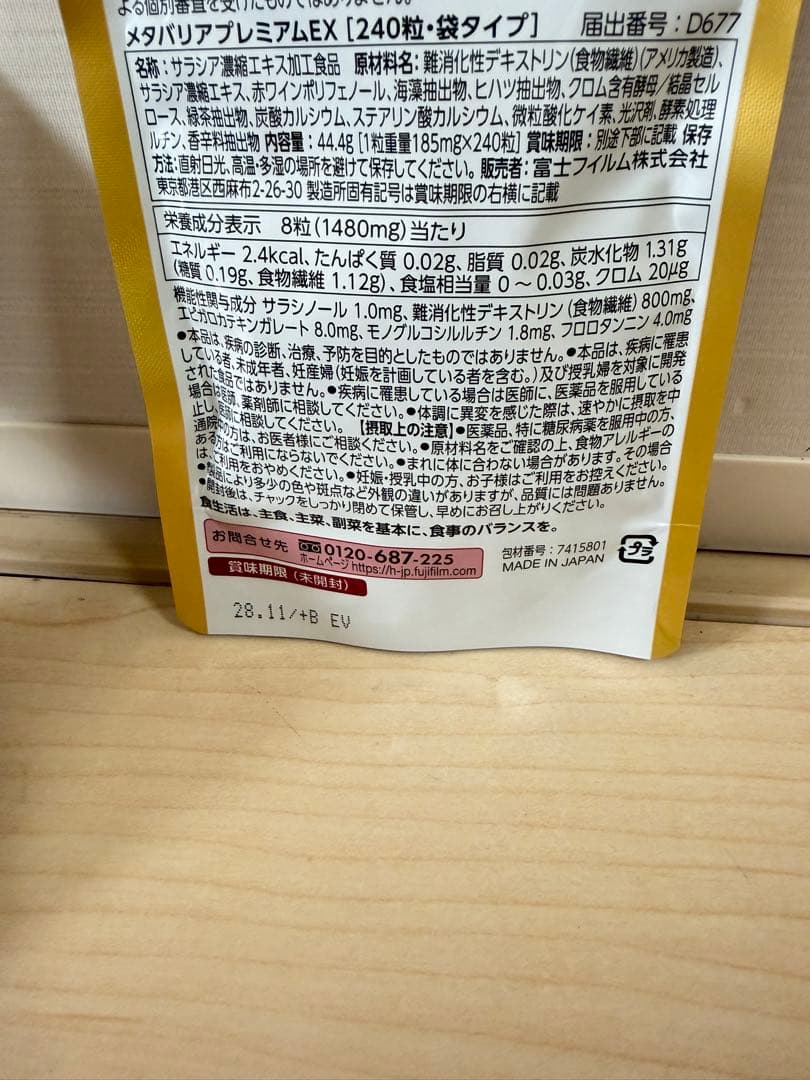 よる個別審査を受けたものではありません。
メタバリアプレミアムEX [240粒・袋タイプ] 届出番号：D677
名称：サラシア濃縮エキス加工食品 原材料名：難消化性デキストリン(食物繊維)(アメリカ製造)、
サラシア濃縮エキス、赤ワインポリフェノール、海藻抽出物、ヒハツ抽出物、クロム含有酵母／結晶セル
ロース、緑茶抽出物、炭酸カルシウム、ステアリン酸カルシウム、微粒酸化ケイ素、光沢剤、酵素処理
ルチン、香辛料抽出物 内容量：44.4g [1粒重量185mg×240粒] 賞味期限：別途下部に記載 保存
方法：直射日光、高温・多湿の場所を避けて保存してください。 販売者：富士フイルム株式会社
東京都港区西麻布2-26-30 製造所固有記号は賞味期限の右横に記載
栄養成分表示 8粒(1480mg)当たり
エネルギー 2.4kcal、たんぱく質 0.02g、脂質 0.02g、炭水化物 1.31g
(糖質 0.19g、食物繊維 1.12g)、食塩相当量 0～0.03g、クロム 20μg
機能性関与成分 サラシノール 1.0mg、難消化性デキストリン(食物繊維) 800mg、
エピガロカテキンガレート 8.0mg、モノグルコシルルチン 1.8mg、フロロタンニン 4.0mg
●本品は、疾病の診断、治療、予防を目的としたものではありません。●本品は、疾病に罹患
している者、未成年者、妊産婦(妊娠を計画している者を含む。)及び授乳婦を対象に開発
された食品ではありません。●疾病に罹患している場合は医師に、医薬品を服用している
場合は医師、薬剤師に相談してください。●体調に異変を感じた際は、速やかに摂取を中
止し、医師に相談してください。【摂取上の注意】●医薬品、特に糖尿病薬を服用中の方、
通院中の方は、お医者様にご相談ください。●原材料名をご確認の上、食物アレルギーの
ある方はご利用にならないでください。●まれに体に合わない場合があります。その場合
は、ご利用をおやめください。●妊娠・授乳中の方、お子様はご利用をお控えください。
●製品により多少の色や斑点など外観の違いがありますが、品質には問題ありません。
●開封後は、チャックをしっかり閉めて保管し、早めにお召し上がりください。
食生活は、主食、主菜、副菜を基本に、食事のバランスを。
お問合せ先 0120-687-225
ホームページ https://h-jp.fujifilm.com
包材番号：7415801
MADE IN JAPAN
プラ
賞味期限（未開封）
28.11/+B EV